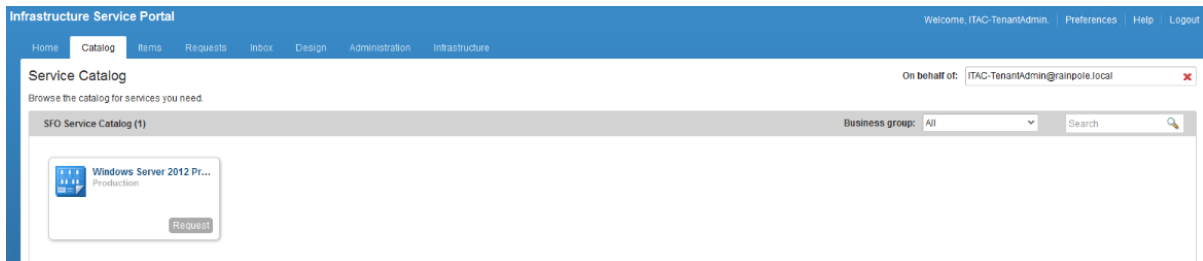 Infrastructure Service Portal
Welcome, ITAC-TenantAdmin. Preferences Help Logout
Home Catalog Items Requests Inbox Design Administration Infrastructure
Service Catalog
On behalf of: ITAC-TenantAdmin@rainpole.local
Browse the catalog for services you need.
SFO Service Catalog (1)
Business group: All Search
Windows Server 2012 Pr...
Production
Request